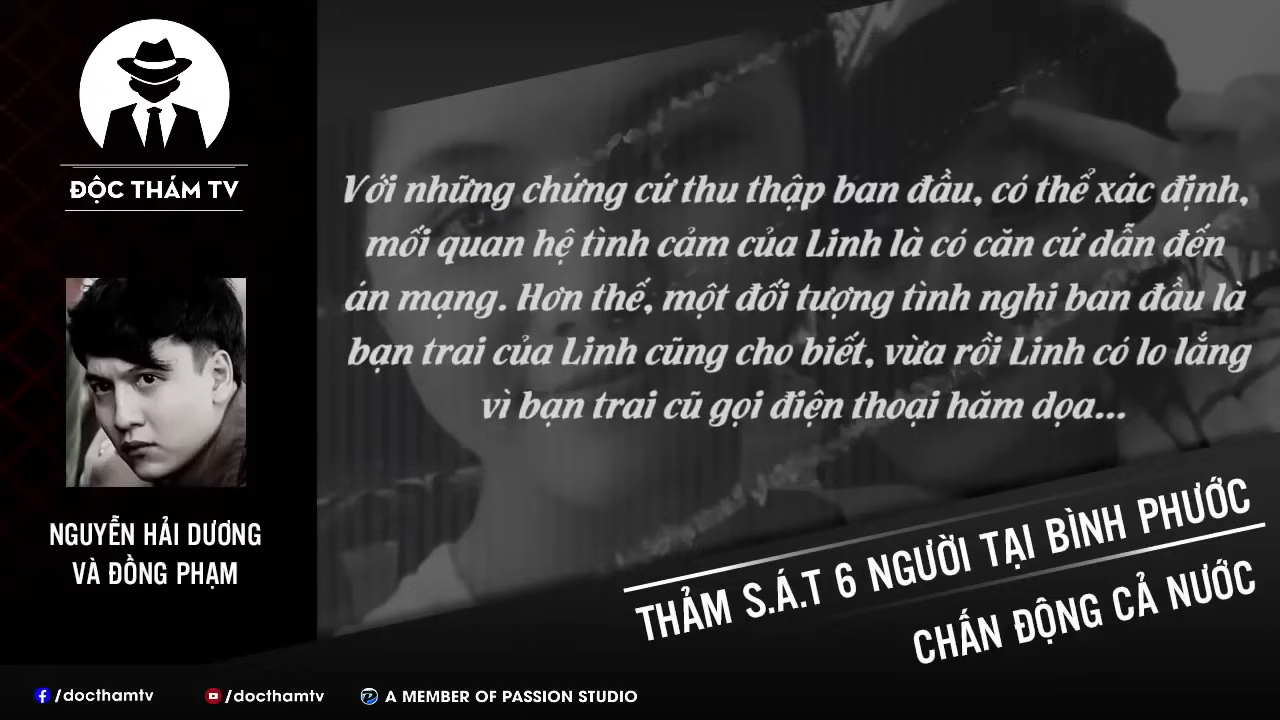 ĐỘC THÁM TV
NGUYỄN HẢI DƯƠNG
VÀ ĐỒNG PHẠM
Với những chứng cứ thu thập ban đầu, có thể xác định,
mối quan hệ tình cảm của Linh là có căn cứ dẫn đến
án mạng. Hơn thế, một đối tượng tình nghi ban đầu là
bạn trai của Linh cũng cho biết, vừa rồi Linh có lo lắng
vì bạn trai cũ gọi điện thoại hăm dọa...
THẢM S.Á.T 6 NGƯỜI TẠI BÌNH PHƯỚC
CHẤN ĐỘNG CẢ NƯỚC
/docthamtv
/docthamtv
A MEMBER OF PASSION STUDIO